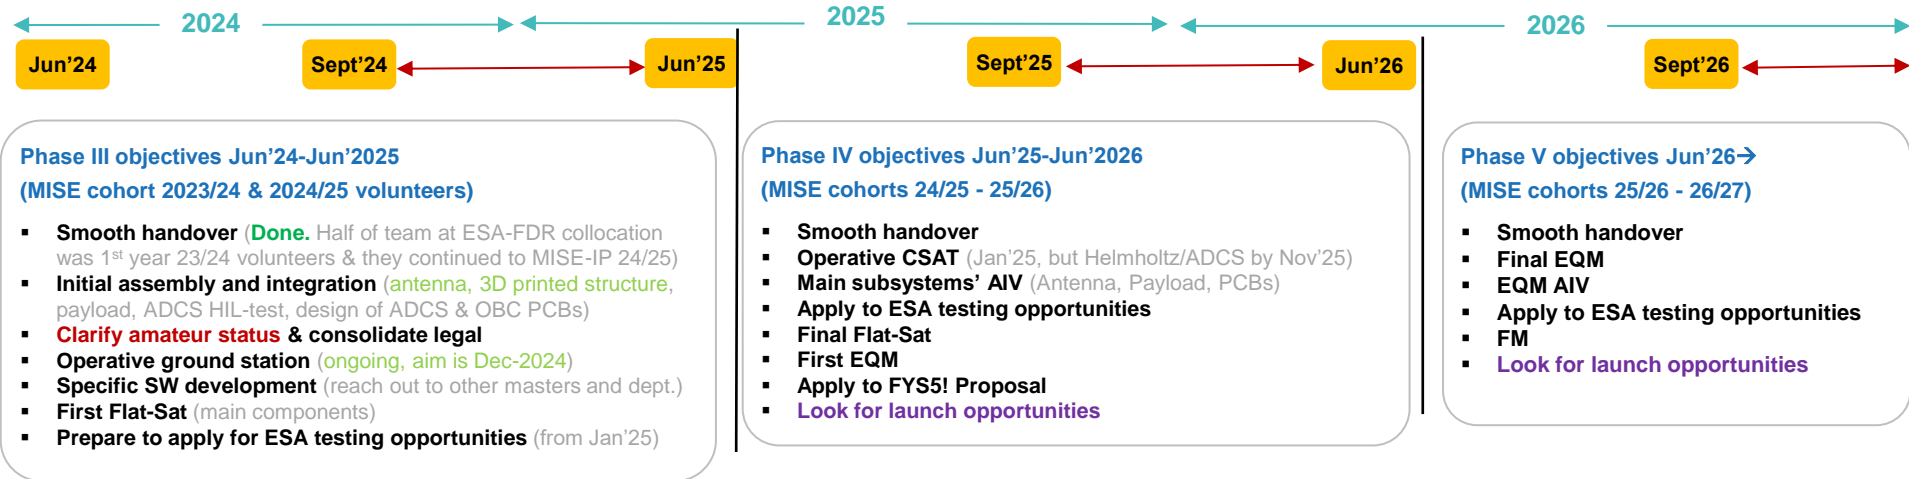 2024
2025
2026
Jun’24
Sept’24
Jun’25
Sept’25
Jun’26
Sept’26
Phase III objectives Jun’24-Jun’2025
(MISE cohort 2023/24 & 2024/25 volunteers)
▪ Smooth handover (Done. Half of team at ESA-FDR collocation
was 1st year 23/24 volunteers & they continued to MISE-IP 24/25)
▪ Initial assembly and integration (antenna, 3D printed structure,
payload, ADCS HIL-test, design of ADCS & OBC PCBs)
▪ Clarify amateur status & consolidate legal
▪ Operative ground station (ongoing, aim is Dec-2024)
▪ Specific SW development (reach out to other masters and dept.)
▪ First Flat-Sat (main components)
▪ Prepare to apply for ESA testing opportunities (from Jan’25)
Phase IV objectives Jun’25-Jun’2026
(MISE cohorts 24/25 - 25/26)
▪ Smooth handover
▪ Operative CSAT (Jan’25, but Helmholtz/ADCS by Nov’25)
▪ Main subsystems’ AIV (Antenna, Payload, PCBs)
▪ Apply to ESA testing opportunities
▪ Final Flat-Sat
▪ First EQM
▪ Apply to FYS5! Proposal
▪ Look for launch opportunities
Phase V objectives Jun’26→
(MISE cohorts 25/26 - 26/27)
▪ Smooth handover
▪ Final EQM
▪ EQM AIV
▪ Apply to ESA testing opportunities
▪ FM
▪ Look for launch opportunities